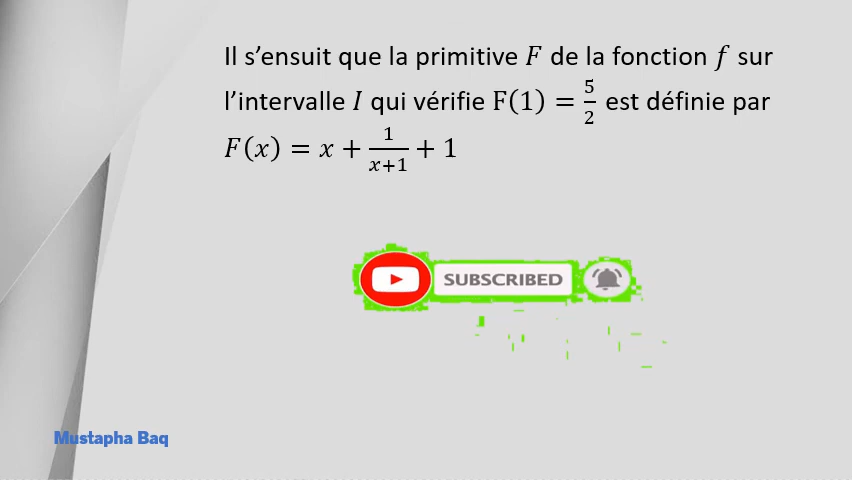 Il s’ensuit que la primitive 𝐹 de la fonction 𝑓 sur
l’intervalle 𝐼 qui vérifie F(1) = 5/2 est définie par
𝐹(𝑥) = 𝑥 + 1/(𝑥+1) + 1
SUBSCRIBED
Mustapha Baq